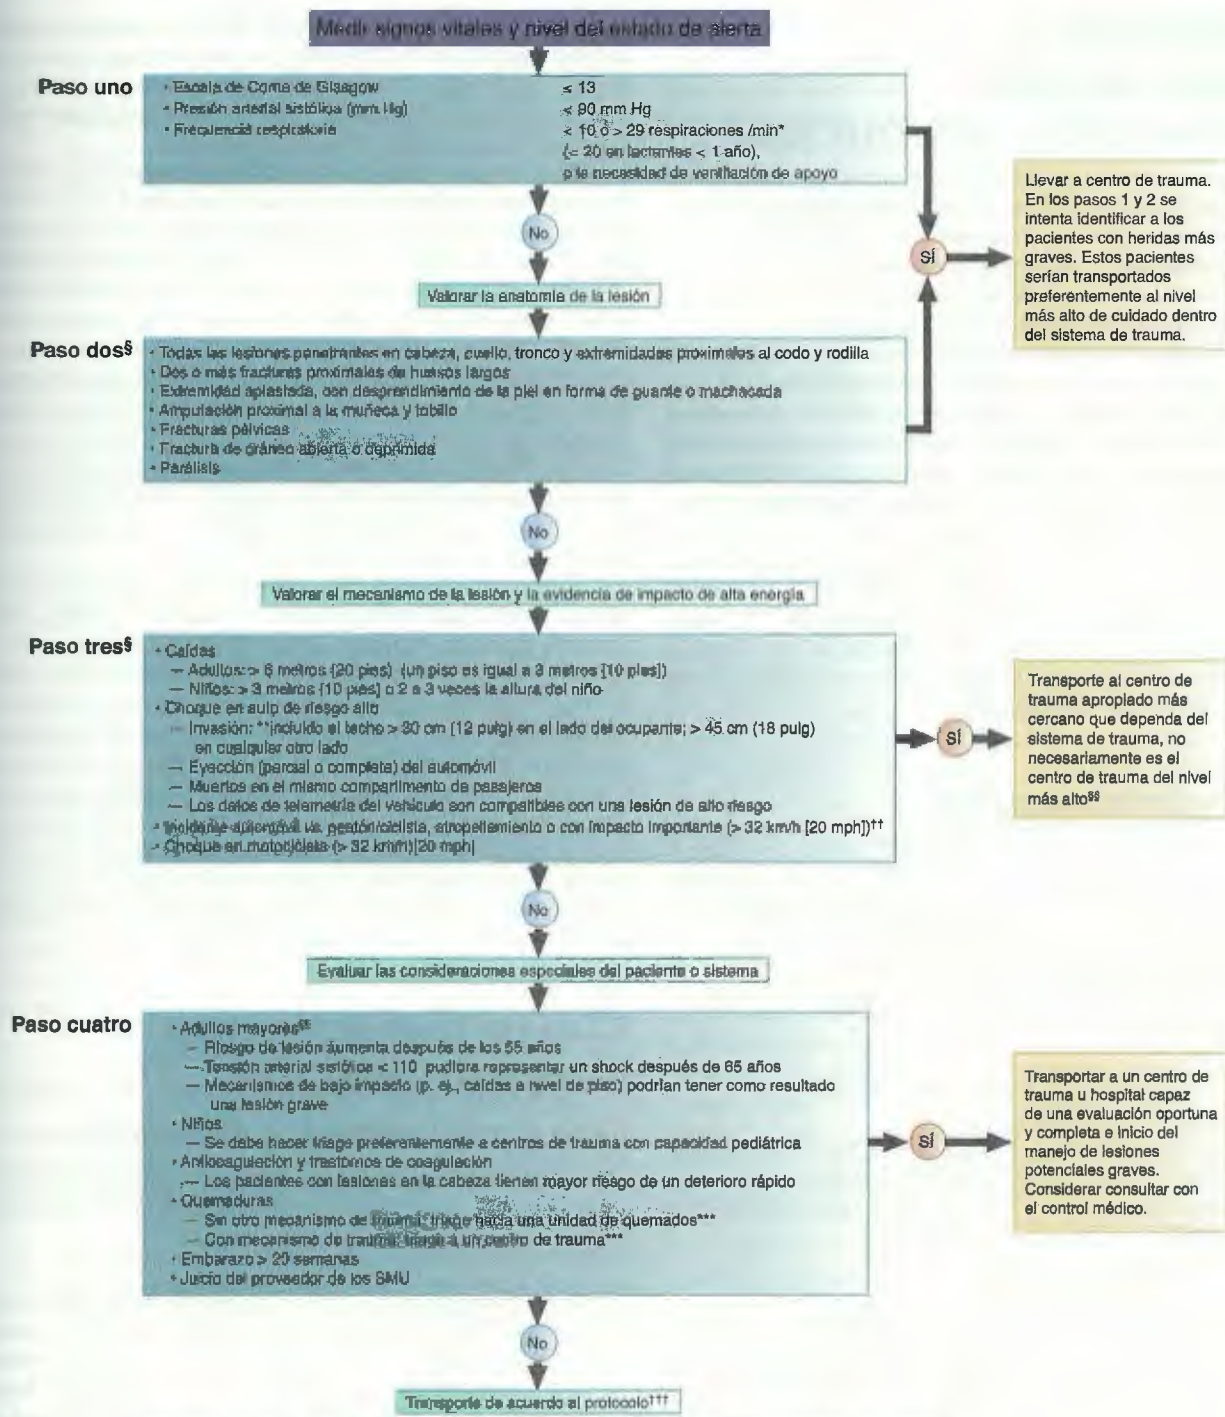 Medir signos vitales y nivel del estado de alerta
Paso uno
• Escala de Coma de Glasgow ≤ 13
• Presión arterial sistólica (mm Hg) < 90 mm Hg
• Frecuencia respiratoria < 10 o > 29 respiraciones /min*
(< 20 en lactantes < 1 año),
o la necesidad de ventilación de apoyo
No
SÍ
Llevar a centro de trauma.
En los pasos 1 y 2 se
intenta identificar a los
pacientes con heridas más
graves. Estos pacientes
serían transportados
preferentemente al nivel
más alto de cuidado dentro
del sistema de trauma.
Valorar la anatomía de la lesión
Paso dos§
• Todas las lesiones penetrantes en cabeza, cuello, tronco y extremidades proximales al codo y rodilla
• Dos o más fracturas proximales de huesos largos
• Extremidad aplastada, con desprendimiento de la piel en forma de guante o machacada
• Amputación proximal a la muñeca y tobillo
• Fracturas pélvicas
• Fractura de cráneo abierta o deprimida
• Parálisis
No
Valorar el mecanismo de la lesión y la evidencia de impacto de alta energía
Paso tres§
• Caídas
— Adultos: > 6 metros [20 pies] (un piso es igual a 3 metros [10 pies])
— Niños: > 3 metros [10 pies] o 2 a 3 veces la altura del niño
• Choque en auto de riesgo alto
— Invasión: **incluido el techo > 30 cm (12 pulg) en el lado del ocupante; > 45 cm (18 pulg)
en cualquier otro lado
— Eyección (parcial o completa) del automóvil
— Muertos en el mismo compartimento de pasajeros
— Los datos de telemetría del vehículo son compatibles con una lesión de alto riesgo
• Incidente automóvil vs. peatón/ciclista, atropellamiento o con impacto importante (> 32 km/h [20 mph])††
• Choque en motocicleta (> 32 km/h)[20 mph]
SÍ
Transporte al centro de
trauma apropiado más
cercano que dependa del
sistema de trauma, no
necesariamente es el
centro de trauma del nivel
más alto§§
No
Evaluar las consideraciones especiales del paciente o sistema
Paso cuatro
• Adultos mayores§§
— Riesgo de lesión aumenta después de los 55 años
— Tensión arterial sistólica < 110 pudiera representar un shock después de 65 años
— Mecanismos de bajo impacto (p. ej., caídas a nivel de piso) podrían tener como resultado
una lesión grave
• Niños
— Se debe hacer triage preferentemente a centros de trauma con capacidad pediátrica
• Anticoagulación y trastornos de coagulación
— Los pacientes con lesiones en la cabeza tienen mayor riesgo de un deterioro rápido
• Quemaduras
— Sin otro mecanismo de trauma: triage hacia una unidad de quemados***
— Con mecanismo de trauma: triage a un centro de trauma***
• Embarazo > 20 semanas
• Juicio del proveedor de los SMU
SÍ
Transportar a un centro de
trauma u hospital capaz
de una evaluación oportuna
y completa e inicio del
manejo de lesiones
potenciales graves.
Considerar consultar con
el control médico.
No
Transporte de acuerdo al protocolo†††